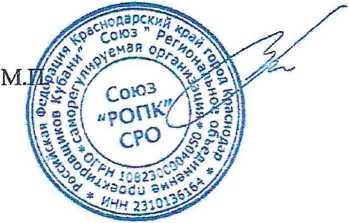 М.П.
Российская Федерация Краснодарский край город Краснодар
* ИНН 2310136164 *
"Союз" Региональное объединение проектировщиков Кубани"
*саморегулируемая организация*
ОГРН 1082300004050
Союз
"РОПК"
СРО